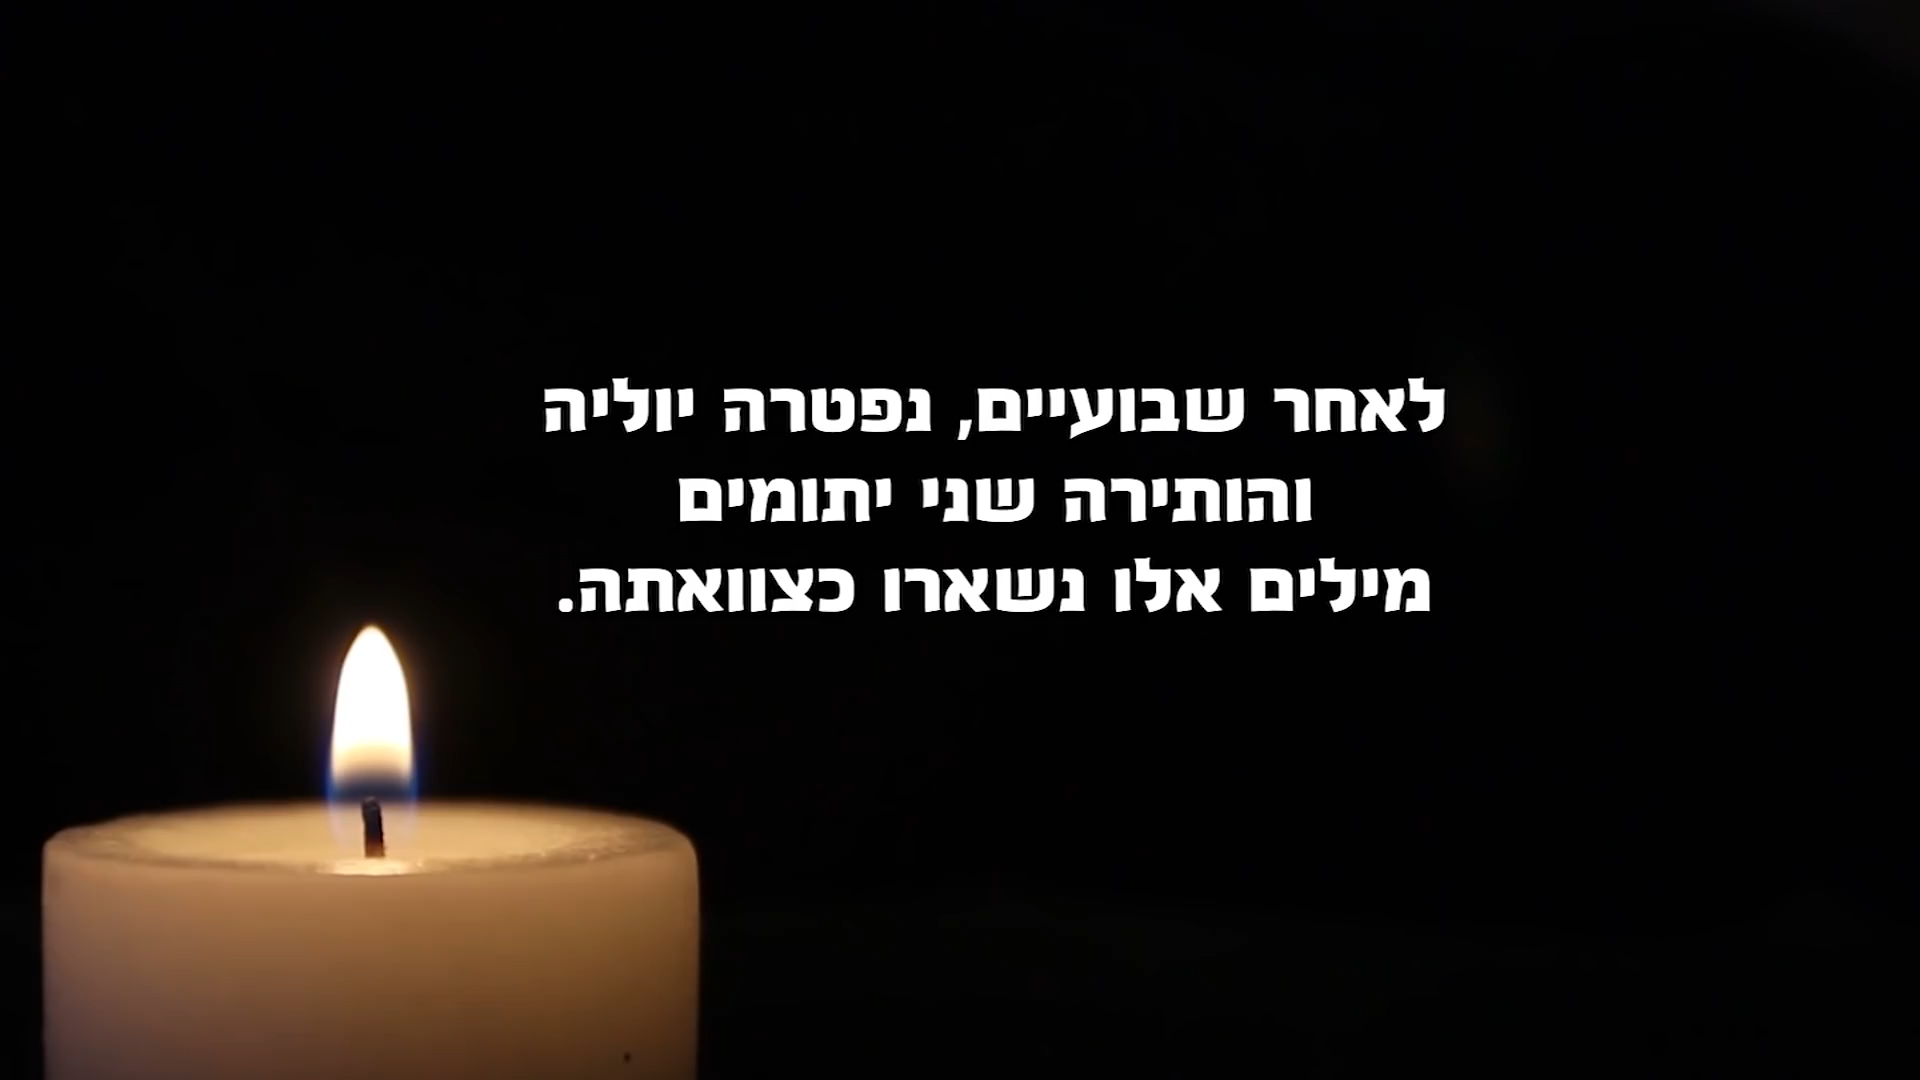 לאחר שבועיים, נפטרה יוליה
והותירה שני יתומים
מילים אלו נשארו כצוואתה.